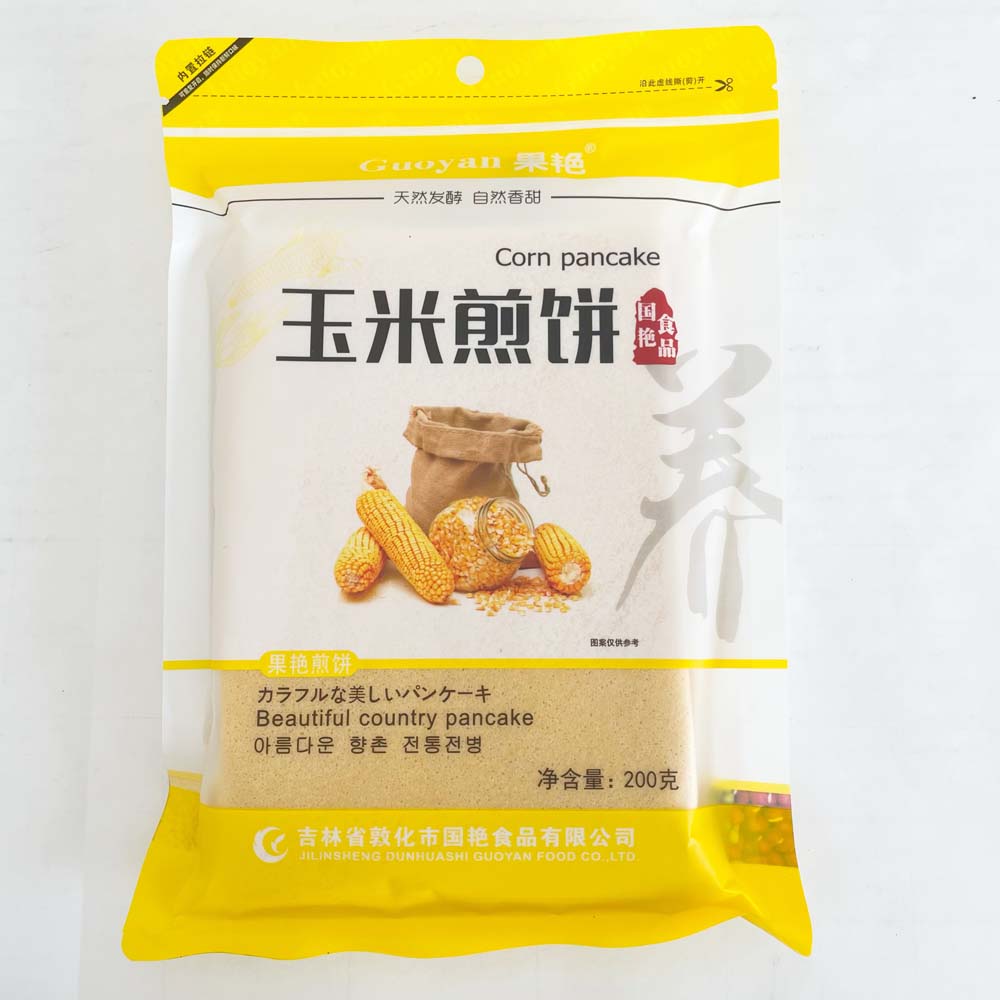 内置拉链
沿此虚线撕(剪)开
Guoyan 果艳®
天然发酵 自然香甜
Corn pancake
玉米煎饼
国艳
食品
养
图案仅供参考
果艳煎饼
カラフルな美しいパンケーキ
Beautiful country pancake
아름다운 향촌 전통전병
净含量：200克
吉林省敦化市国艳食品有限公司
JILINSHENG DUNHUASHI GUOYAN FOOD CO.,LTD.